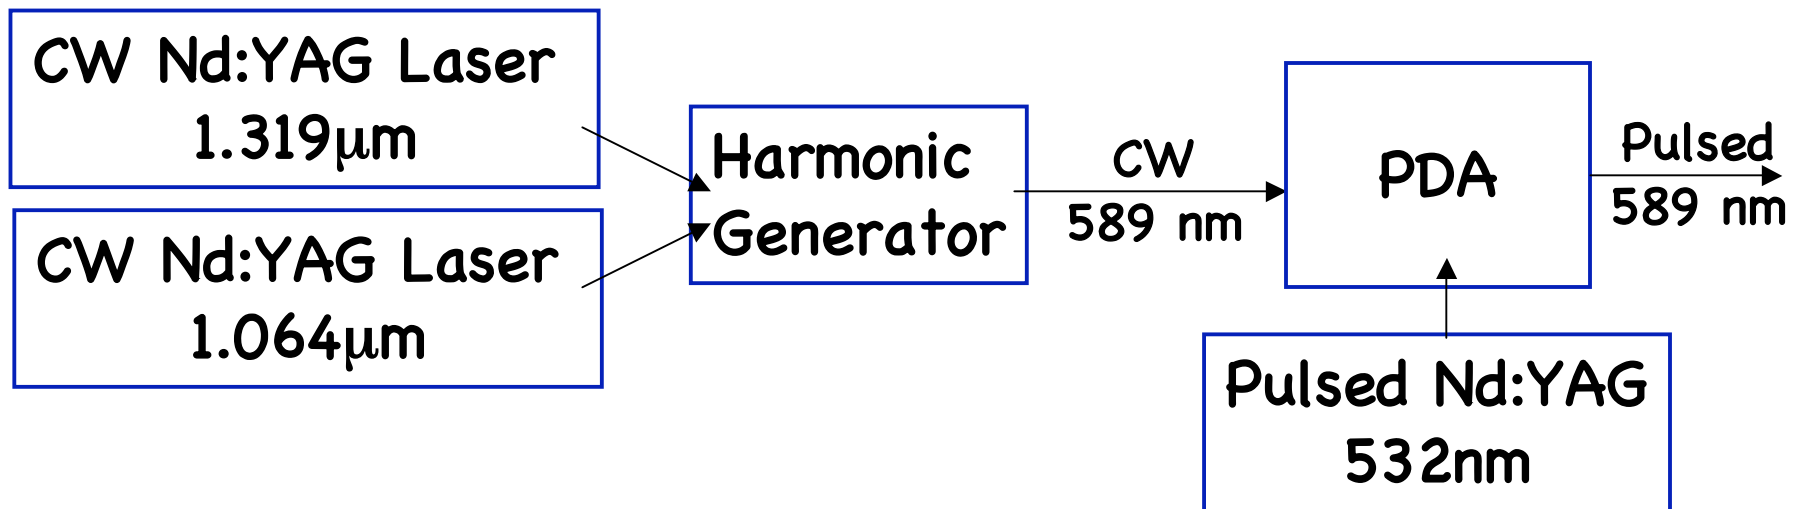 CW Nd:YAG Laser
1.319μm
CW Nd:YAG Laser
1.064μm
Harmonic
Generator
CW
589 nm
PDA
Pulsed
589 nm
Pulsed Nd:YAG
532nm